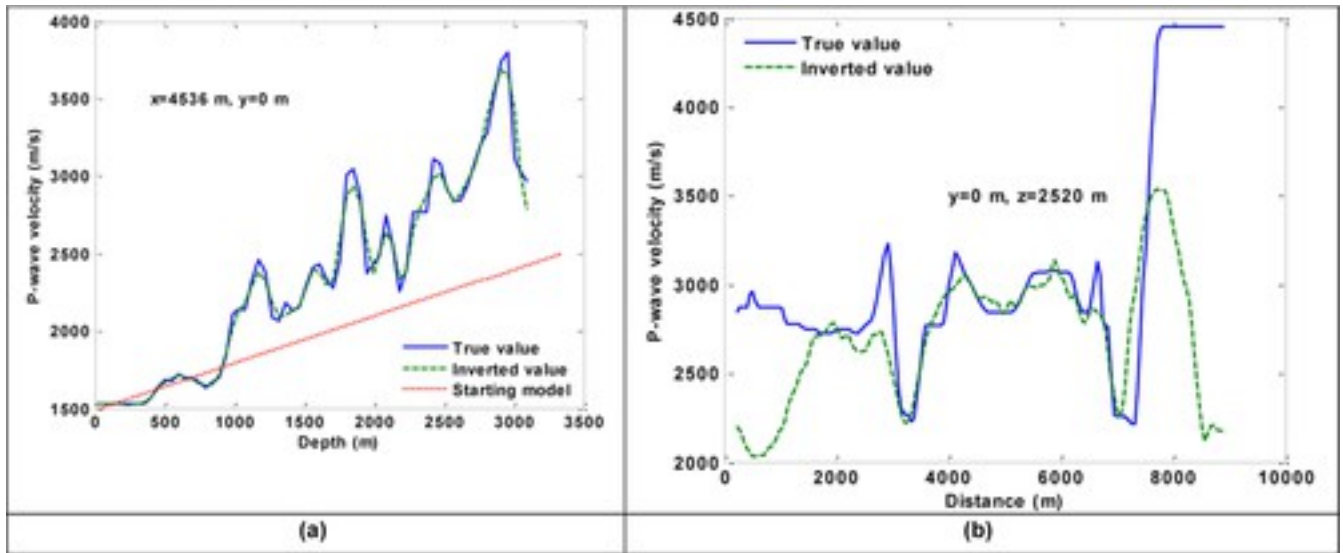 4000
3500
3000
2500
2000
1500
P-wave velocity (m/s)
x=4536 m, y=0 m
True value
Inverted value
Starting model
0
500
1000
1500
2000
2500
3000
3500
Depth (m)
(a)
4500
4500
4000
3500
3000
2500
2000
P-wave velocity (m/s)
True value
Inverted value
y=0 m, z=2520 m
0
2000
4000
6000
8000
10000
Distance (m)
(b)